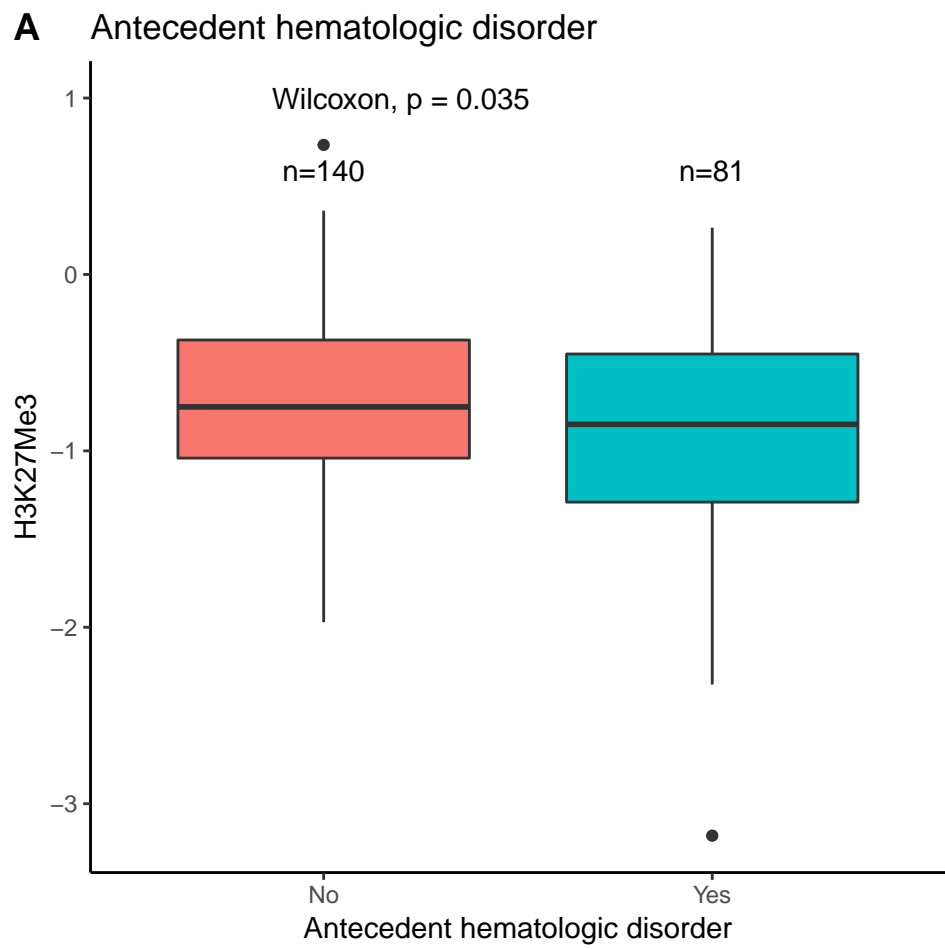 A Antecedent hematologic disorder
Wilcoxon, p = 0.035
n=140 n=81
1
0
−1
−2
−3
H3K27Me3
No Yes
Antecedent hematologic disorder